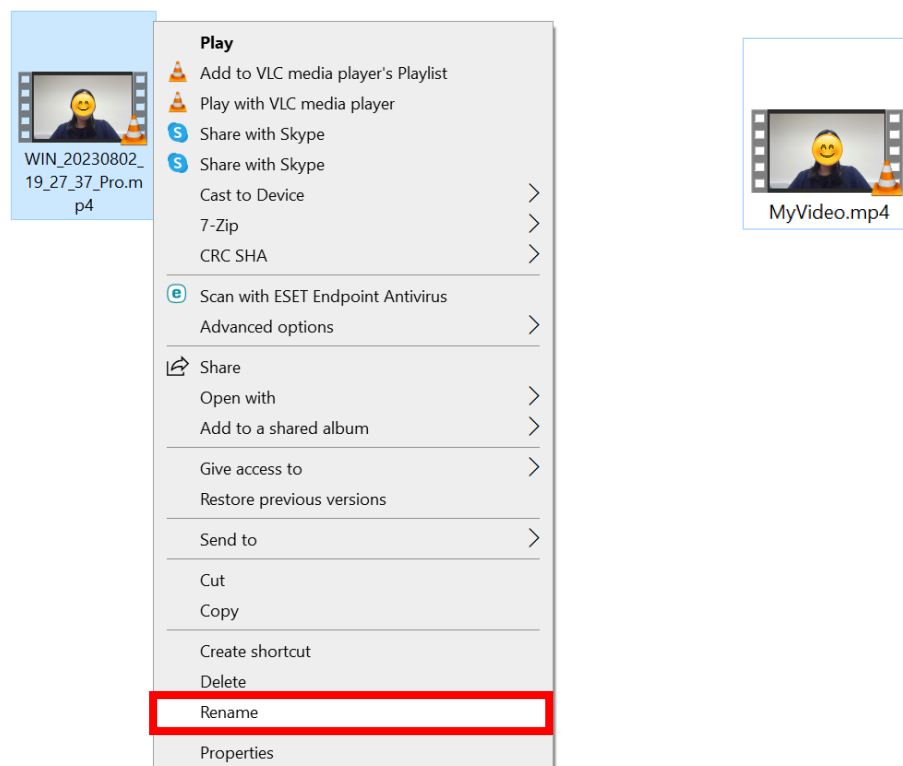 WIN_20230802_
19_27_37_Pro.m
p4
Play
Add to VLC media player's Playlist
Play with VLC media player
Share with Skype
Share with Skype
Cast to Device
7-Zip
CRC SHA
Scan with ESET Endpoint Antivirus
Advanced options
Share
Open with
Add to a shared album
Give access to
Restore previous versions
Send to
Cut
Copy
Create shortcut
Delete
Rename
Properties
MyVideo.mp4